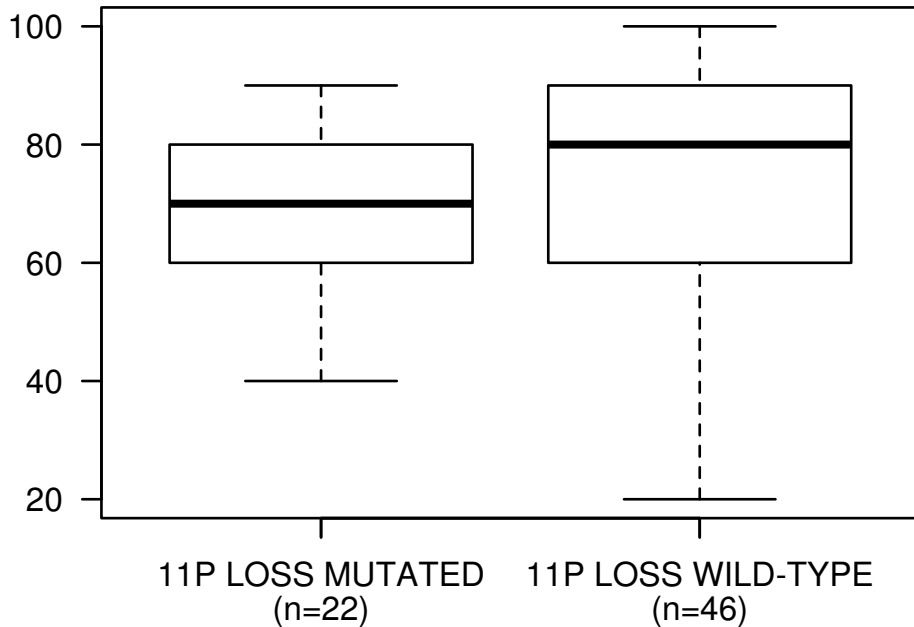 100
80
60
40
20
11P LOSS MUTATED
(n=22)
11P LOSS WILD-TYPE
(n=46)